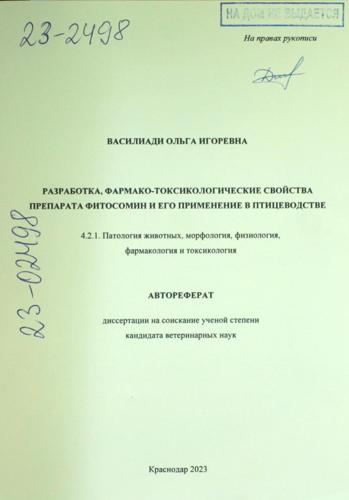 23-2498
НА ДОМ НЕ ВЫДАЕТСЯ
На правах рукописи
ВАСИЛИАДИ ОЛЬГА ИГОРЕВНА
РАЗРАБОТКА, ФАРМАКО-ТОКСИКОЛОГИЧЕСКИЕ СВОЙСТВА
ПРЕПАРАТА ФИТОСОМИН И ЕГО ПРИМЕНЕНИЕ В ПТИЦЕВОДСТВЕ
4.2.1. Патология животных, морфология, физиология,
фармакология и токсикология
23-02498
АВТОРЕФЕРАТ
диссертации на соискание ученой степени
кандидата ветеринарных наук
Краснодар 2023